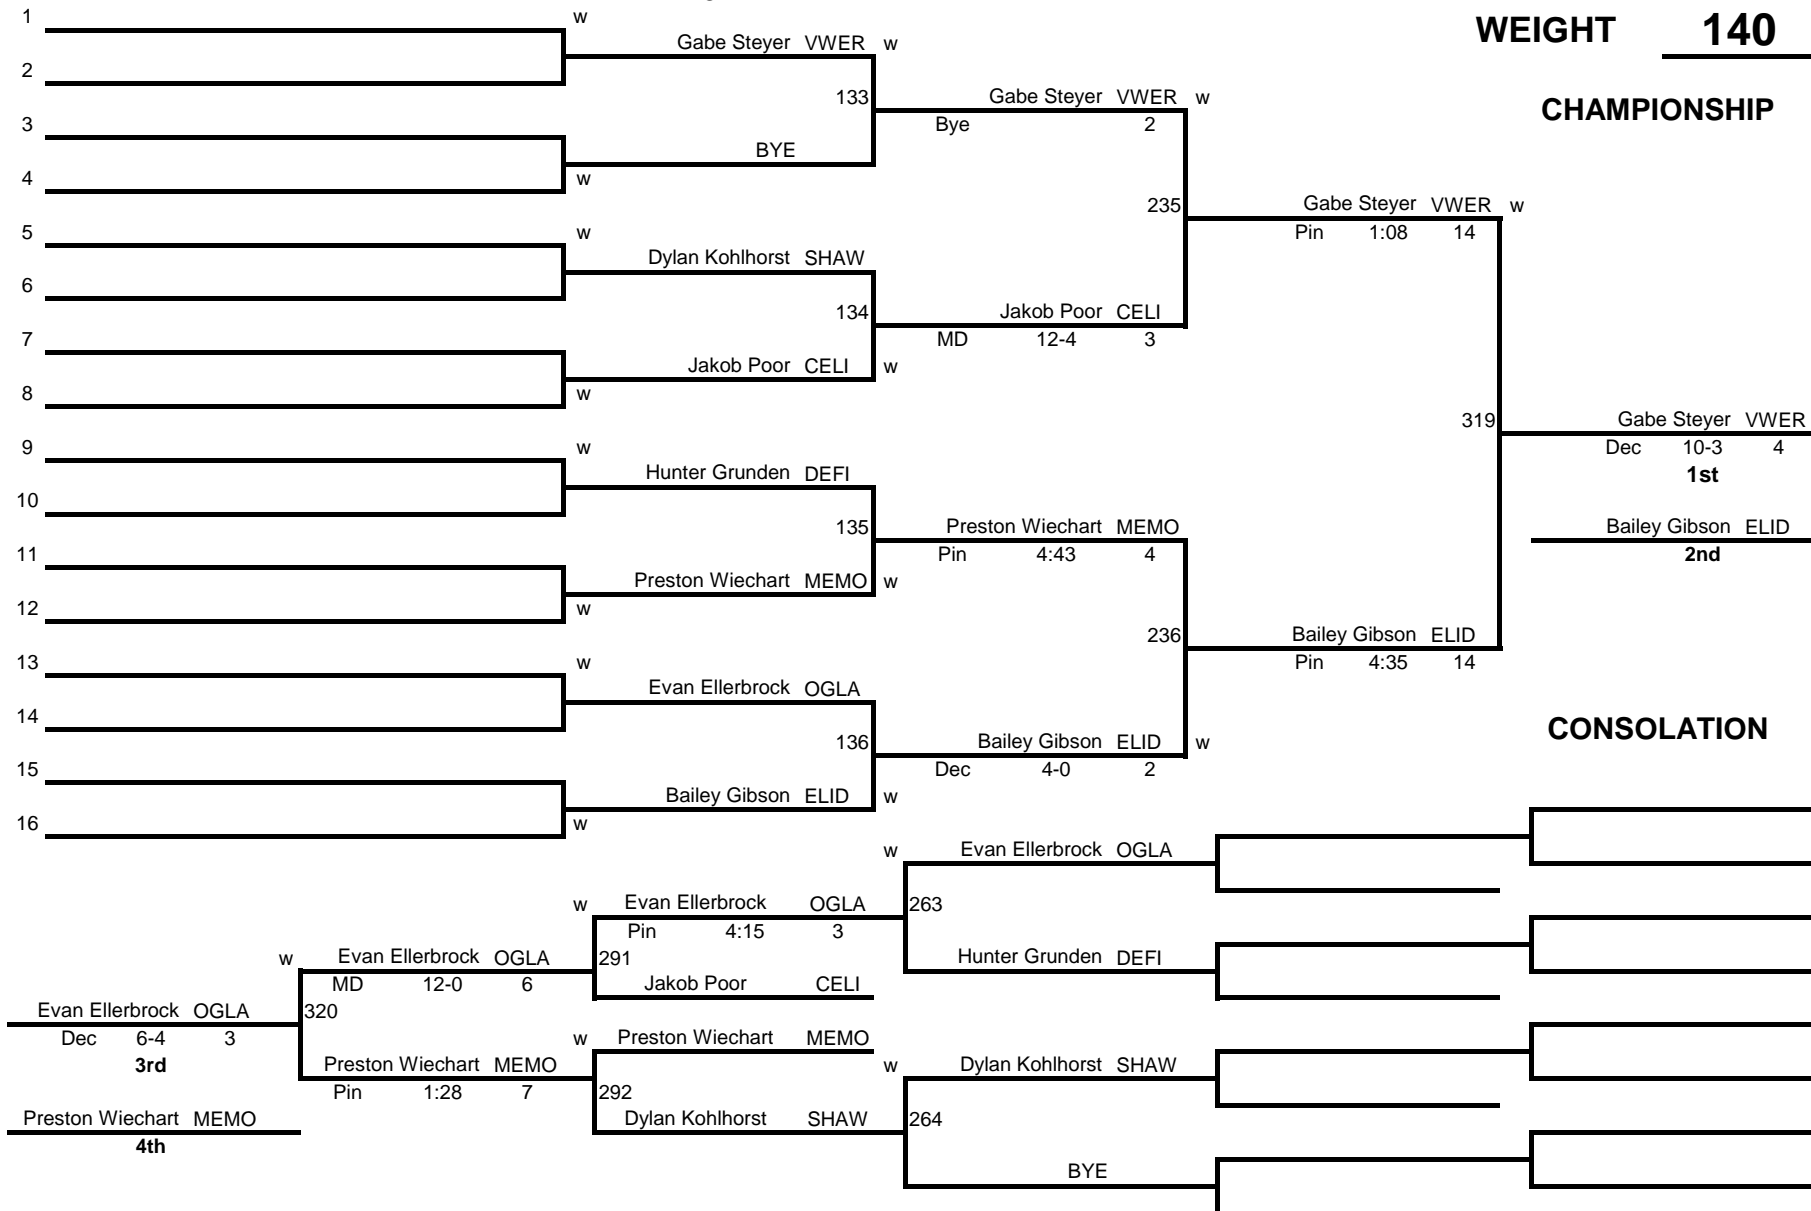 1
w
WEIGHT 140
Gabe Steyer VWER w
2
133
Gabe Steyer VWER w
CHAMPIONSHIP
Bye 2
3
BYE
4
w
235
Gabe Steyer VWER w
Pin 1:08 14
5
w
Dylan Kohlhorst SHAW
6
134
Jakob Poor CELI
MD 12-4 3
7
Jakob Poor CELI w
8
w
319
Gabe Steyer VWER
Dec 10-3 4
1st
9
w
Hunter Grunden DEFI
10
135
Preston Wiechart MEMO
Pin 4:43 4
Bailey Gibson ELID
2nd
11
Preston Wiechart MEMO w
12
w
236
Bailey Gibson ELID
Pin 4:35 14
13
w
Evan Ellerbrock OGLA
14
136
Bailey Gibson ELID w
Dec 4-0 2
CONSOLATION
15
Bailey Gibson ELID w
16
w
w
Evan Ellerbrock OGLA
w
Evan Ellerbrock OGLA
263
Pin 4:15 3
w
Evan Ellerbrock OGLA
291
Hunter Grunden DEFI
MD 12-0 6
Jakob Poor CELI
Evan Ellerbrock OGLA
320
Dec 6-4 3
3rd
w
Preston Wiechart MEMO
w
Dylan Kohlhorst SHAW
Preston Wiechart MEMO
Pin 1:28 7
292
Preston Wiechart MEMO
4th
Dylan Kohlhorst SHAW
264
BYE